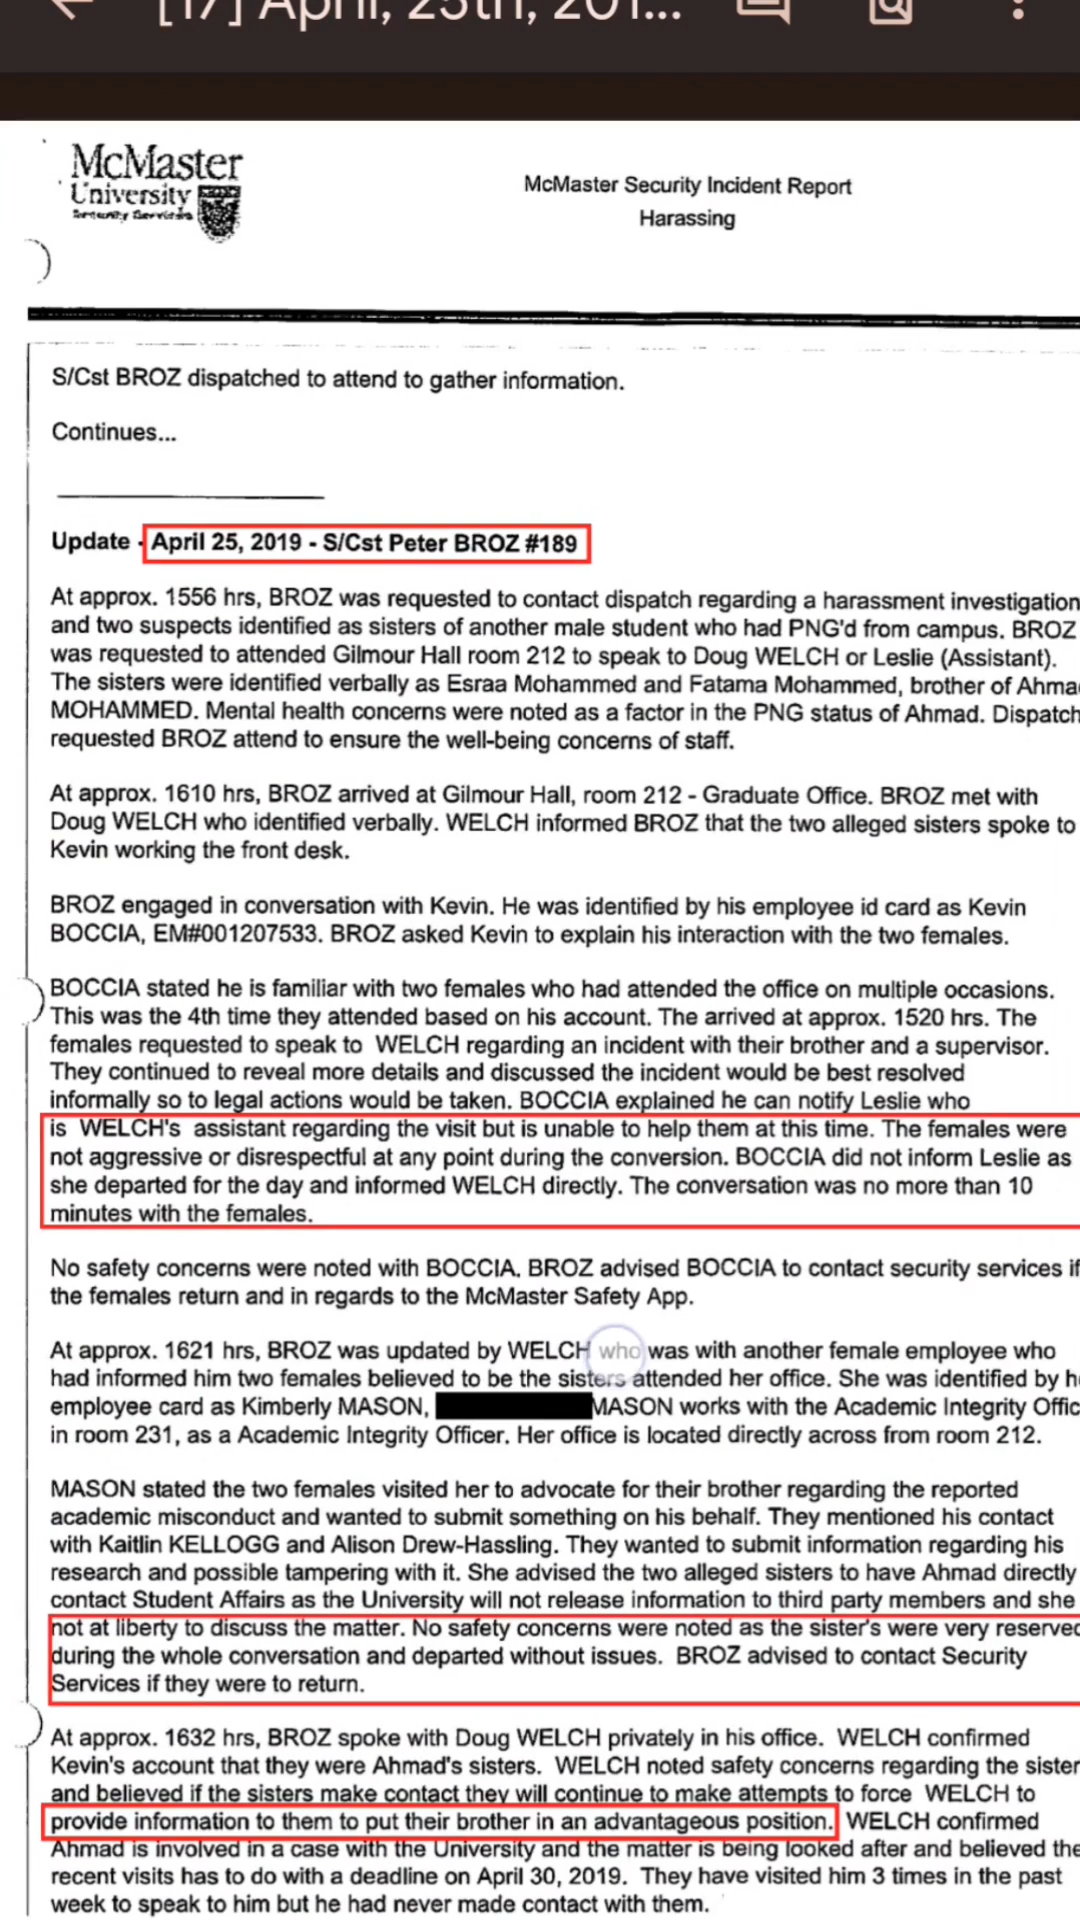 [17] April, 25th, 201...
McMaster
University
Security Services
McMaster Security Incident Report
Harassing
S/Cst BROZ dispatched to attend to gather information.
Continues...
Update - April 25, 2019 - S/Cst Peter BROZ #189
At approx. 1556 hrs, BROZ was requested to contact dispatch regarding a harassment investigation
and two suspects identified as sisters of another male student who had PNG'd from campus. BROZ
was requested to attended Gilmour Hall room 212 to speak to Doug WELCH or Leslie (Assistant).
The sisters were identified verbally as Esraa Mohammed and Fatama Mohammed, brother of Ahma
MOHAMMED. Mental health concerns were noted as a factor in the PNG status of Ahmad. Dispatch
requested BROZ attend to ensure the well-being concerns of staff.
At approx. 1610 hrs, BROZ arrived at Gilmour Hall, room 212 - Graduate Office. BROZ met with
Doug WELCH who identified verbally. WELCH informed BROZ that the two alleged sisters spoke to
Kevin working the front desk.
BROZ engaged in conversation with Kevin. He was identified by his employee id card as Kevin
BOCCIA, EM#001207533. BROZ asked Kevin to explain his interaction with the two females.
BOCCIA stated he is familiar with two females who had attended the office on multiple occasions.
This was the 4th time they attended based on his account. The arrived at approx. 1520 hrs. The
females requested to speak to WELCH regarding an incident with their brother and a supervisor.
They continued to reveal more details and discussed the incident would be best resolved
informally so to legal actions would be taken. BOCCIA explained he can notify Leslie who
is WELCH's assistant regarding the visit but is unable to help them at this time. The females were
not aggressive or disrespectful at any point during the conversion. BOCCIA did not inform Leslie as
she departed for the day and informed WELCH directly. The conversation was no more than 10
minutes with the females.
No safety concerns were noted with BOCCIA. BROZ advised BOCCIA to contact security services if
the females return and in regards to the McMaster Safety App.
At approx. 1621 hrs, BROZ was updated by WELCH who was with another female employee who
had informed him two females believed to be the sisters attended her office. She was identified by h
employee card as Kimberly MASON, MASON works with the Academic Integrity Offic
in room 231, as a Academic Integrity Officer. Her office is located directly across from room 212.
MASON stated the two females visited her to advocate for their brother regarding the reported
academic misconduct and wanted to submit something on his behalf. They mentioned his contact
with Kaitlin KELLOGG and Alison Drew-Hassling. They wanted to submit information regarding his
research and possible tampering with it. She advised the two alleged sisters to have Ahmad directly
contact Student Affairs as the University will not release information to third party members and she
not at liberty to discuss the matter. No safety concerns were noted as the sister's were very reserved
during the whole conversation and departed without issues. BROZ advised to contact Security
Services if they were to return.
At approx. 1632 hrs, BROZ spoke with Doug WELCH privately in his office. WELCH confirmed
Kevin's account that they were Ahmad's sisters. WELCH noted safety concerns regarding the sister
and believed if the sisters make contact they will continue to make attempts to force WELCH to
provide information to them to put their brother in an advantageous position. WELCH confirmed
Ahmad is involved in a case with the University and the matter is being looked after and believed the
recent visits has to do with a deadline on April 30, 2019. They have visited him 3 times in the past
week to speak to him but he had never made contact with them.